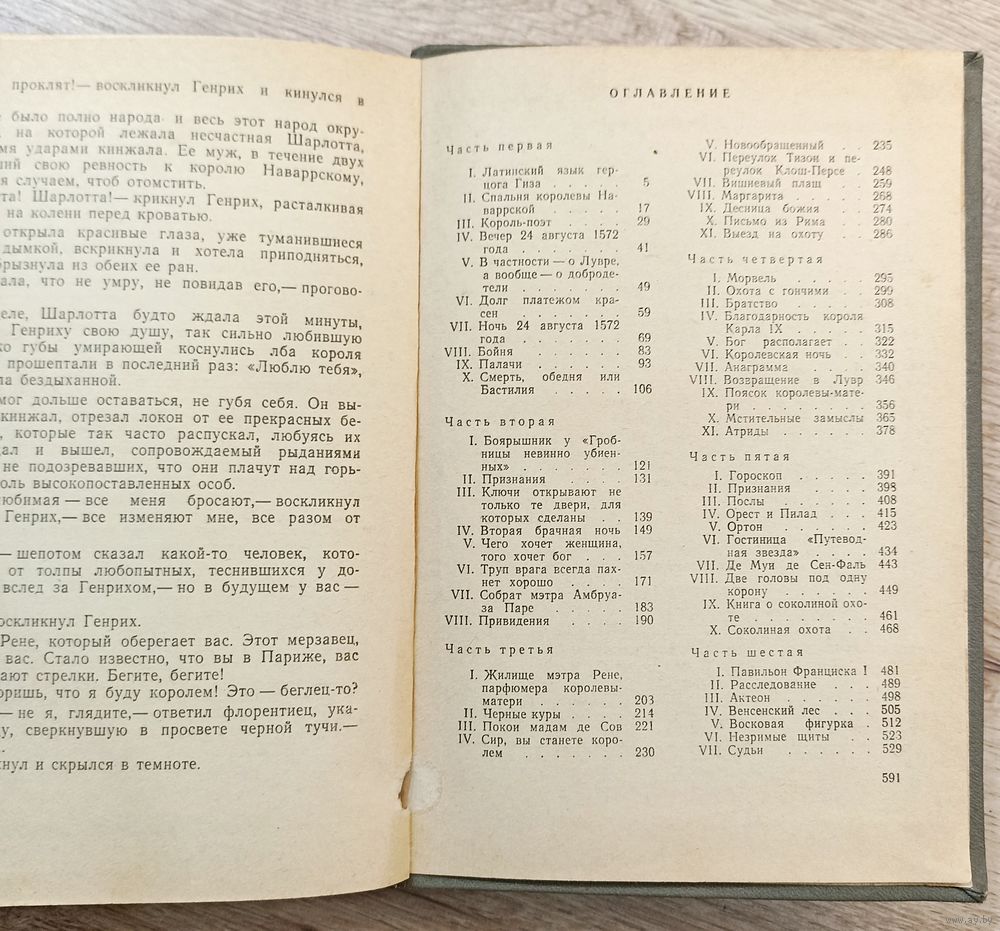 проклят!— воскликнул Генрих и кинулся в
было полно народа и весь этот народ окру-
на которой лежала несчастная Шарлотта,
ударами кинжала. Ее муж, в течение двух
свою ревность к королю Наваррскому,
случаем, чтоб отомстить.
Шарлотта!— крикнул Генрих, расталкивая
на колени перед кроватью.
открыла красивые глаза, уже туманившиеся
дымкой, вскрикнула и хотела приподняться,
из обеих ее ран.
что не умру, не повидав его,— прогово-
Шарлотта будто ждала этой минуты,
Генриху свою душу, так сильно любившую
губы умирающей коснулись лба короля
прошептали в последний раз: «Люблю тебя»,
бездыханной.
мог дольше оставаться, не губя себя. Он вы-
кинжал, отрезал локон от ее прекрасных бе-
которые так часто распускал, любуясь их
и вышел, сопровождаемый рыданиями
не подозревавших, что они плачут над горь-
высокопоставленных особ.
все меня бросают,— воскликнул
Генрих,— все изменяют мне, все разом от
— шепотом сказал какой-то человек, кото-
от толпы любопытных, теснившихся у до-
вслед за Генрихом,— но в будущем у вас —
Генрих.
Рене, который оберегает вас. Этот мерзавец,
вас. Стало известно, что вы в Париже, вас
стрелки. Бегите, бегите!
что я буду королем! Это — беглец-то?
— не я, глядите,— ответил флорентиец, ука-
сверкнувшую в просвете черной тучи.—
и скрылся в темноте.
ОГЛАВЛЕНИЕ
Часть первая
I. Латинский язык гер-
цога Гиза . . . . . 5
II. Спальня королевы На-
варрской . . . . . 17
III. Король-поэт . . . 29
IV. Вечер 24 августа 1572
года . . . . . . . 41
V. В частности — о Лувре,
а вообще — о доброде-
тели . . . . . . . 49
VI. Долг платежом кра-
сен . . . . . . . 59
VII. Ночь 24 августа 1572
года . . . . . . . 69
VIII. Бойня . . . . . 83
IX. Палачи . . . . . 93
X. Смерть, обедня или
Бастилия . . . . . 106
Часть вторая
I. Боярышник у «Гроб-
ницы невинно убиен-
ных» . . . . . . . 121
II. Признания . . . . 131
III. Ключи открывают не
только те двери, для
которых сделаны . . 139
IV. Вторая брачная ночь 149
V. Чего хочет женщина,
того хочет бог . . . 157
VI. Труп врага всегда пах-
нет хорошо . . . . 171
VII. Собрат мэтра Амбруа-
за Паре . . . . . 183
VIII. Привидения . . . . 190
Часть третья
I. Жилище мэтра Рене,
парфюмера королевы-
матери . . . . . . 203
II. Черные куры . . . . 214
III. Покои мадам де Сов 221
IV. Сир, вы станете коро-
лем . . . . . . . 230
V. Новообращенный . . 235
VI. Переулок Тизон и пе-
реулок Клош-Персе . 248
VII. Вишневый плащ . . 259
VIII. Маргарита . . . . 268
IX. Десница божия . . 274
X. Письмо из Рима . . 280
XI. Выезд на охоту . . 286
Часть четвертая
I. Морвель . . . . . 295
II. Охота с гончими . . 299
III. Братство . . . . . 308
IV. Благодарность короля
Карла IX . . . . . 315
V. Бог располагает . . 322
VI. Королевская ночь . . 332
VII. Анаграмма . . . . 340
VIII. Возвращение в Лувр 346
IX. Поясок королевы-мате-
ри . . . . . . . . 356
X. Мстительные замыслы 365
XI. Атриды . . . . . . 378
Часть пятая
I. Гороскоп . . . . . 391
II. Признания . . . . 398
III. Послы . . . . . . 408
IV. Орест и Пилад . . . 415
V. Ортон . . . . . . 423
VI. Гостиница «Путевод-
ная звезда» . . . . 434
VII. Де Муи де Сен-Фаль 443
VIII. Две головы под одну
корону . . . . . . 449
IX. Книга о соколиной охо-
те . . . . . . . . 461
X. Соколиная охота . . 468
Часть шестая
I. Павильон Франциска I 481
II. Расследование . . . 489
III. Актеон . . . . . . 498
IV. Венсенский лес . . . 505
V. Восковая фигурка . 512
VI. Незримые щиты . . 523
VII. Судьи . . . . . . 529
591
www.ay.by